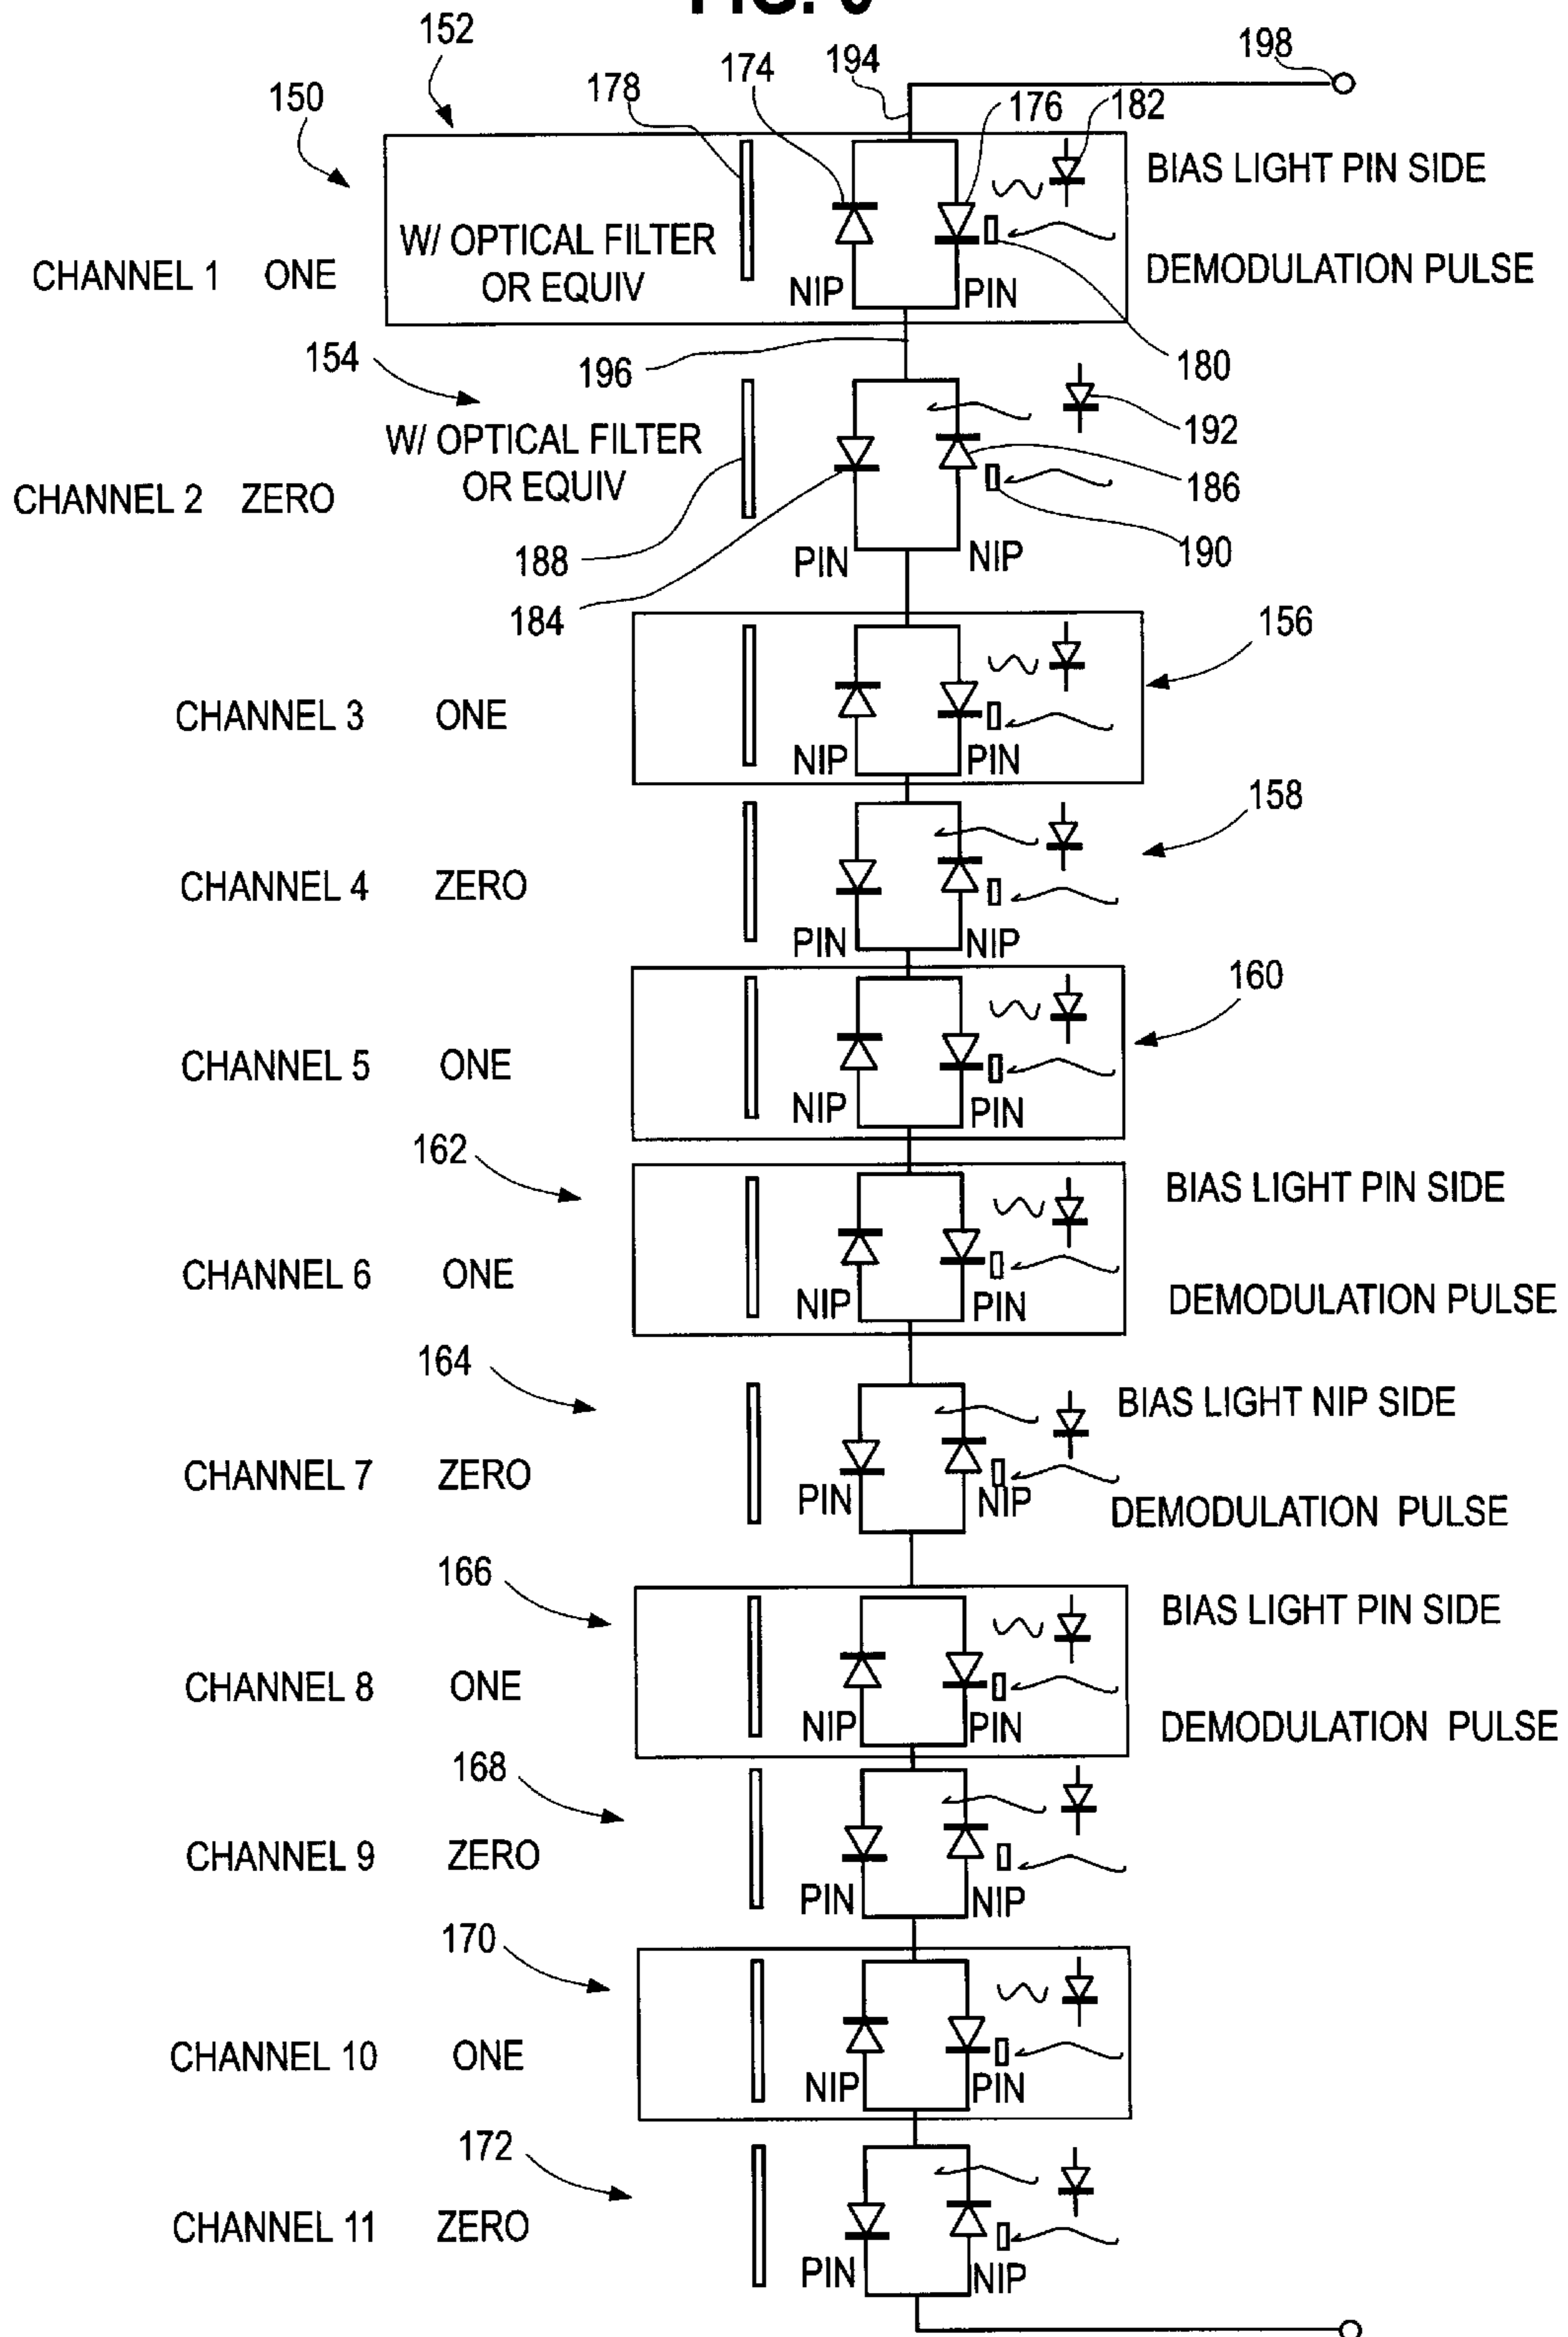 152
194
198
178
174
150
176
182
BIAS LIGHT PIN SIDE
W/ OPTICAL FILTER
OR EQUIV
CHANNEL 1 ONE
NIP
PIN
DEMODULATION PULSE
154
196
180
192
W/ OPTICAL FILTER
OR EQUIV
186
CHANNEL 2 ZERO
188
PIN
NIP
190
184
156
CHANNEL 3 ONE
NIP
PIN
158
CHANNEL 4 ZERO
PIN
NIP
160
CHANNEL 5 ONE
NIP
PIN
162
BIAS LIGHT PIN SIDE
CHANNEL 6 ONE
NIP
PIN
DEMODULATION PULSE
164
BIAS LIGHT NIP SIDE
CHANNEL 7 ZERO
PIN
NIP
DEMODULATION PULSE
166
BIAS LIGHT PIN SIDE
CHANNEL 8 ONE
NIP
PIN
DEMODULATION PULSE
168
CHANNEL 9 ZERO
PIN
NIP
170
CHANNEL 10 ONE
NIP
PIN
172
CHANNEL 11 ZERO
PIN
NIP